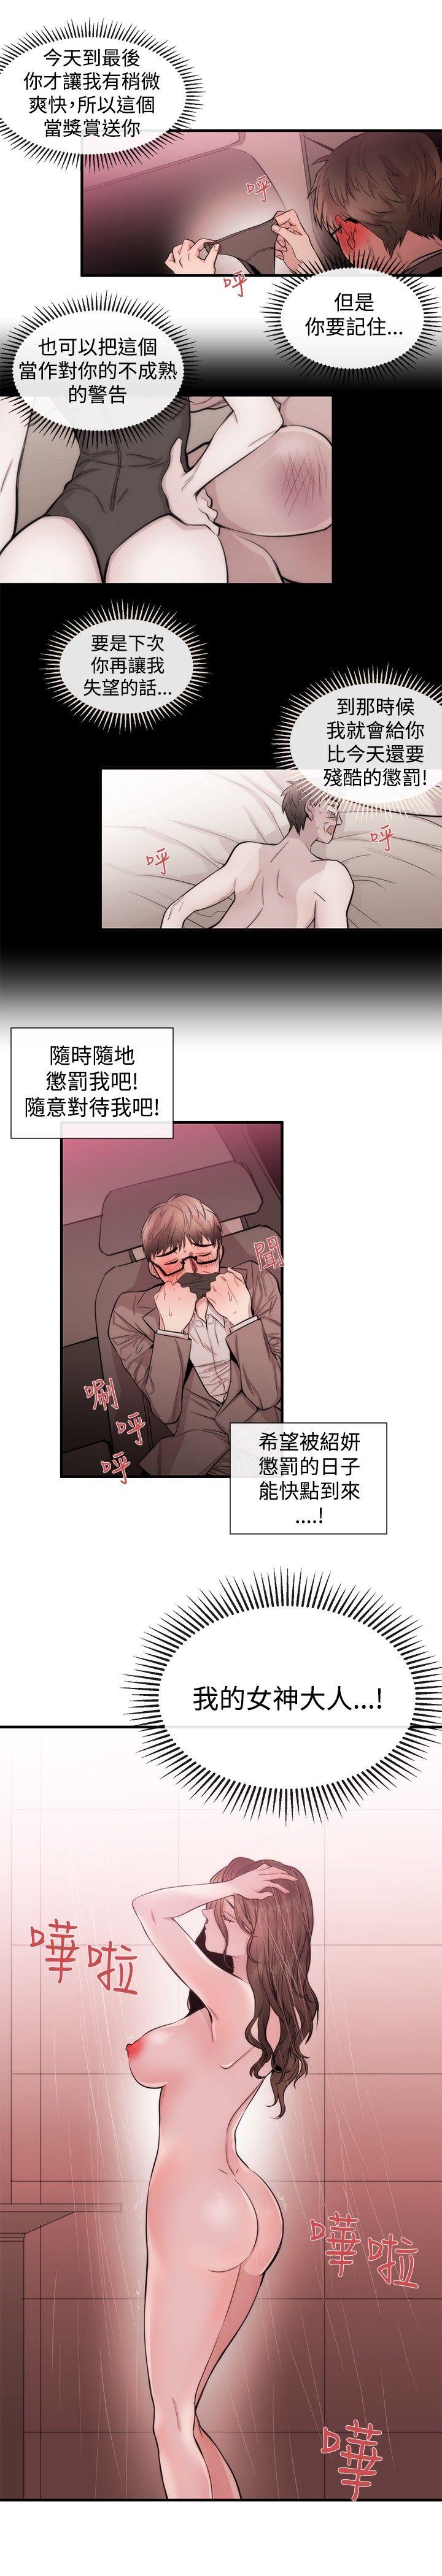 今天到最後
你才讓我有稍微
爽快，所以這個
當獎賞送你
呼
呼
但是
你要記住...
也可以把這個
當作對你的不成熟
的警告
要是下次
你再讓我
失望的話...
到那時候
我就會給你
比今天還要
殘酷的懲罰!
呼
呼
隨時隨地
懲罰我吧!
隨意對待我吧!
聞
唰
呼
呼
希望被紹妍
懲罰的日子
能快點到來
....!
我的女神大人...!
嘩啦
嘩啦
嘩